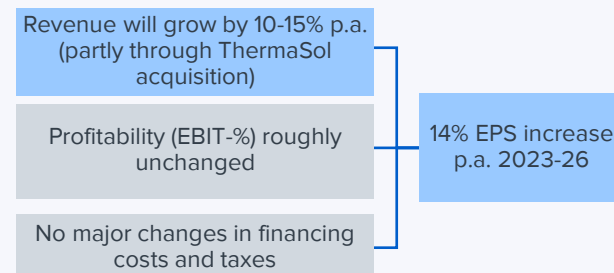 Revenue will grow by 10-15% p.a.
(partly through ThermaSol
acquisition)
Profitability (EBIT-%) roughly
unchanged
No major changes in financing
costs and taxes
14% EPS increase
p.a. 2023-26